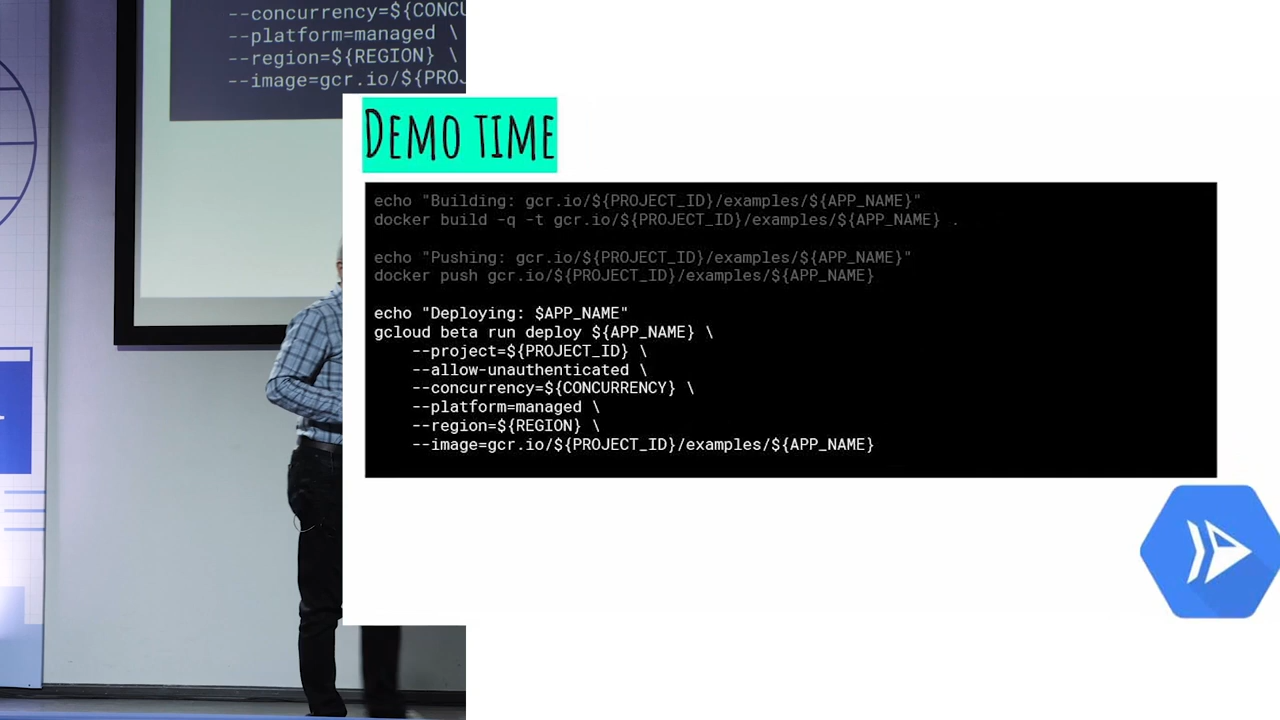 --concurrency=${CONCU
--platform=managed \
--region=${REGION} \
--image=gcr.io/${PROJ
Demo time
echo "Building: gcr.io/${PROJECT_ID}/examples/${APP_NAME}"
docker build -q -t gcr.io/${PROJECT_ID}/examples/${APP_NAME} .
echo "Pushing: gcr.io/${PROJECT_ID}/examples/${APP_NAME}"
docker push gcr.io/${PROJECT_ID}/examples/${APP_NAME}
echo "Deploying: $APP_NAME"
gcloud beta run deploy ${APP_NAME} \
--project=${PROJECT_ID} \
--allow-unauthenticated \
--concurrency=${CONCURRENCY} \
--platform=managed \
--region=${REGION} \
--image=gcr.io/${PROJECT_ID}/examples/${APP_NAME}